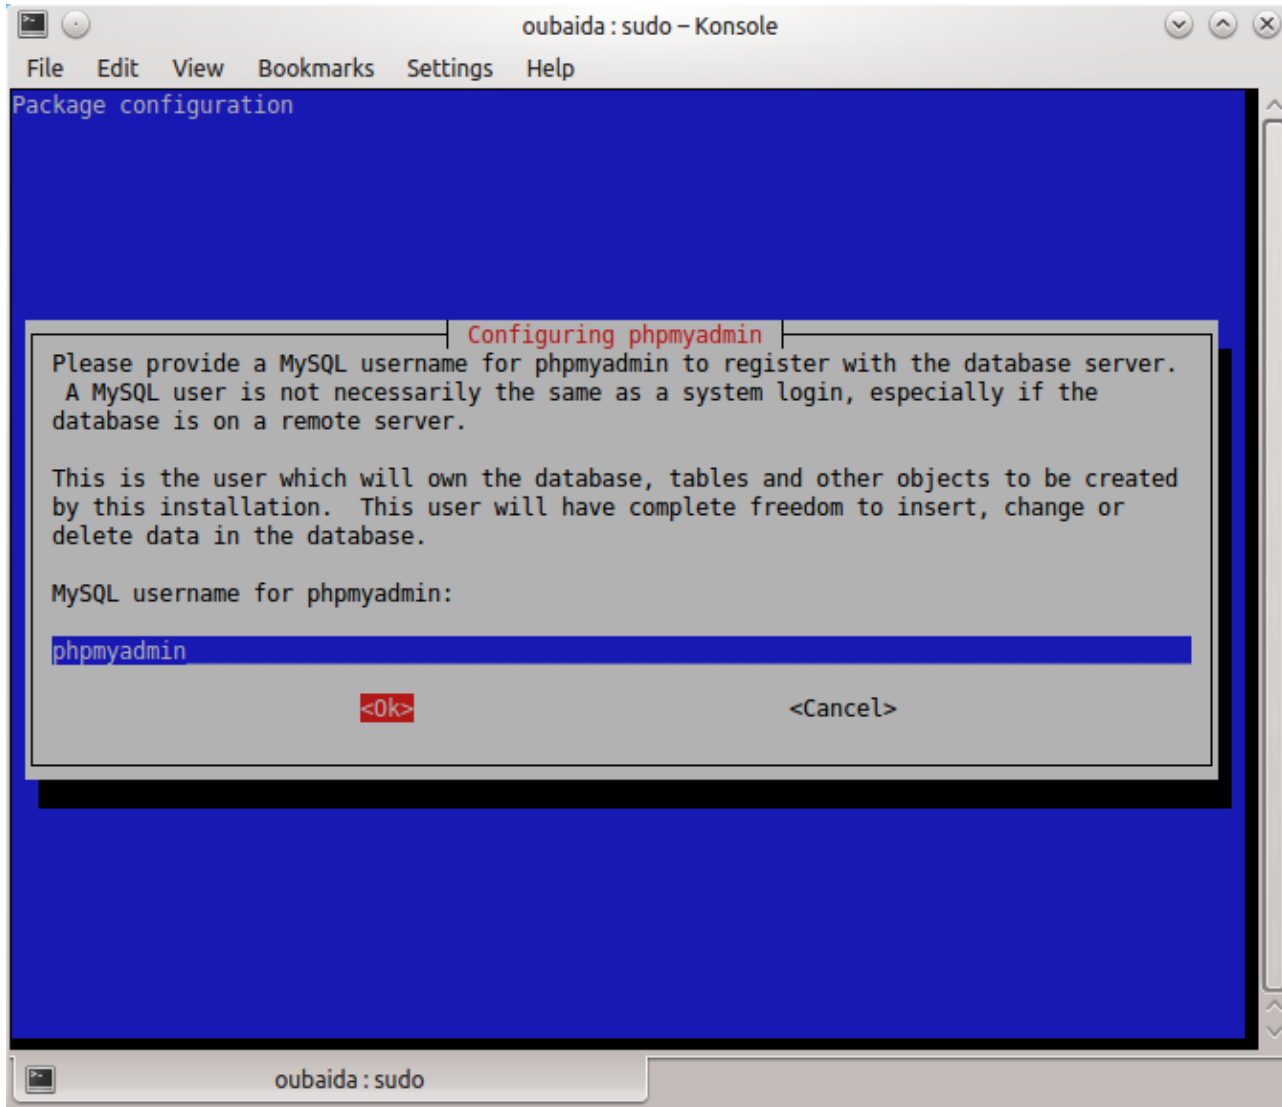 oubaida : sudo – Konsole
File Edit View Bookmarks Settings Help
Package configuration
Configuring phpmyadmin
Please provide a MySQL username for phpmyadmin to register with the database server.
A MySQL user is not necessarily the same as a system login, especially if the
database is on a remote server.
This is the user which will own the database, tables and other objects to be created
by this installation.  This user will have complete freedom to insert, change or
delete data in the database.
MySQL username for phpmyadmin:
phpmyadmin
<Ok> <Cancel>
oubaida : sudo